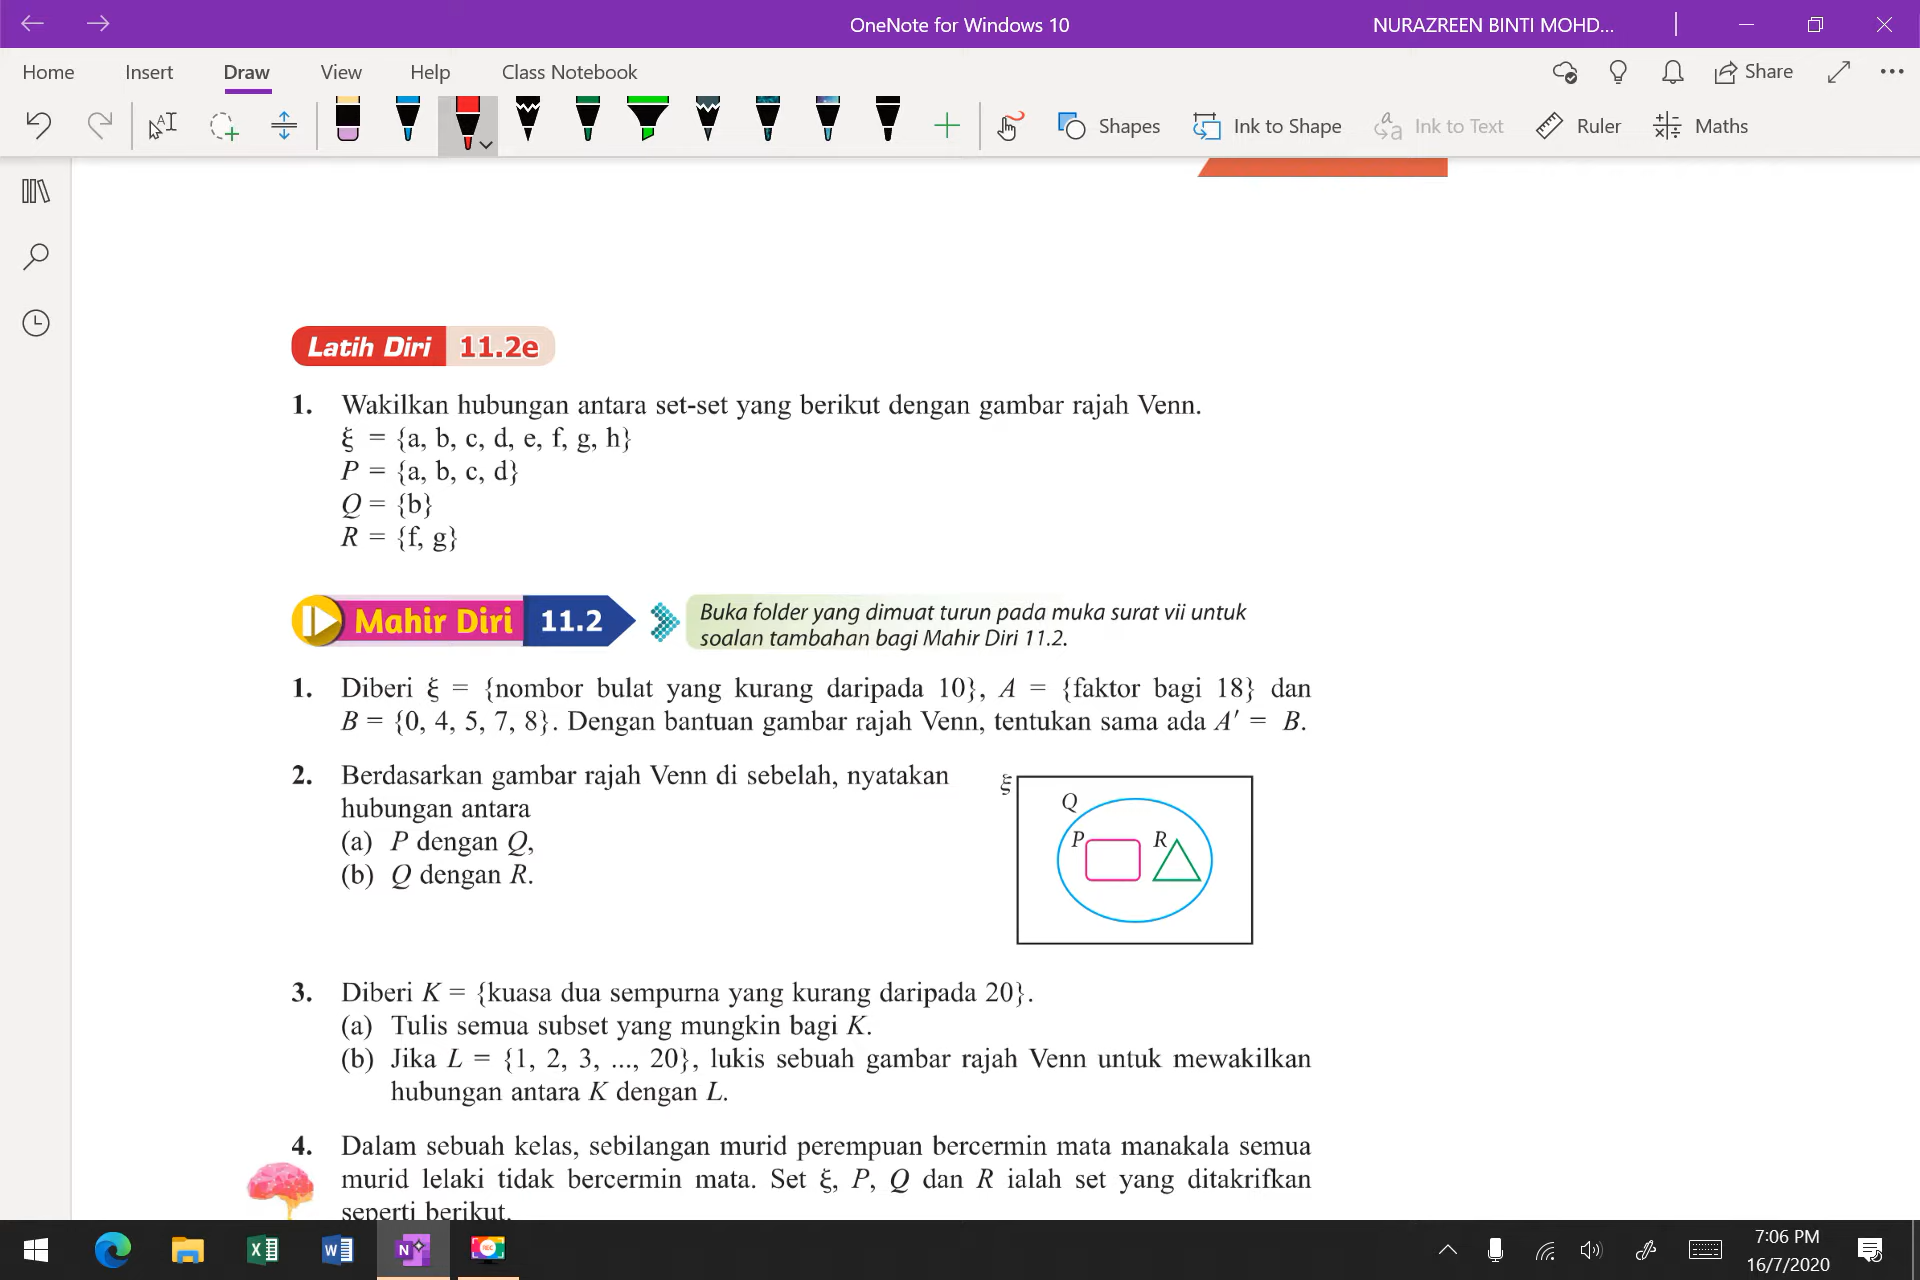 OneNote for Windows 10
NURAZREEN BINTI MOHD...
Home Insert Draw View Help Class Notebook
Share
Shapes Ink to Shape Ink to Text Ruler Maths
Latih Diri 11.2e
1. Wakilkan hubungan antara set-set yang berikut dengan gambar rajah Venn.
ξ = {a, b, c, d, e, f, g, h}
P = {a, b, c, d}
Q = {b}
R = {f, g}
Mahir Diri 11.2
Buka folder yang dimuat turun pada muka surat vii untuk
soalan tambahan bagi Mahir Diri 11.2.
1. Diberi ξ = {nombor bulat yang kurang daripada 10}, A = {faktor bagi 18} dan
B = {0, 4, 5, 7, 8}. Dengan bantuan gambar rajah Venn, tentukan sama ada A′ = B.
2. Berdasarkan gambar rajah Venn di sebelah, nyatakan
hubungan antara
(a) P dengan Q,
(b) Q dengan R.
ξ
Q
P
R
3. Diberi K = {kuasa dua sempurna yang kurang daripada 20}.
(a) Tulis semua subset yang mungkin bagi K.
(b) Jika L = {1, 2, 3, ..., 20}, lukis sebuah gambar rajah Venn untuk mewakilkan
hubungan antara K dengan L.
4. Dalam sebuah kelas, sebilangan murid perempuan bercermin mata manakala semua
murid lelaki tidak bercermin mata. Set ξ, P, Q dan R ialah set yang ditakrifkan
seperti berikut.
7:06 PM
16/7/2020